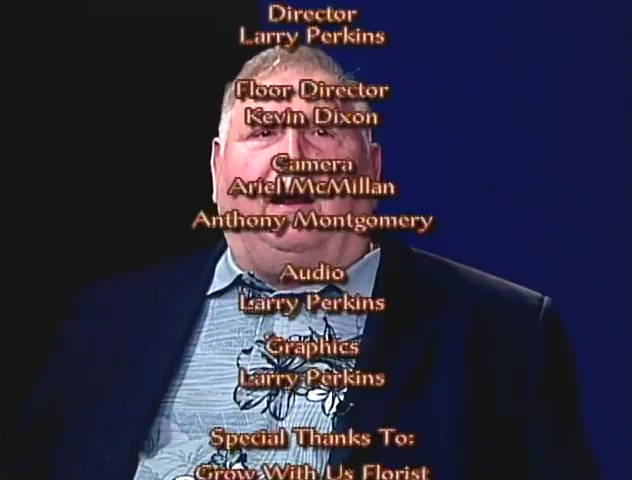 Director
Larry Perkins
Floor Director
Kevin Dixon
Camera
Ariel McMillan
Anthony Montgomery
Audio
Larry Perkins
Graphics
Larry Perkins
Special Thanks To:
Grow With Us Florist